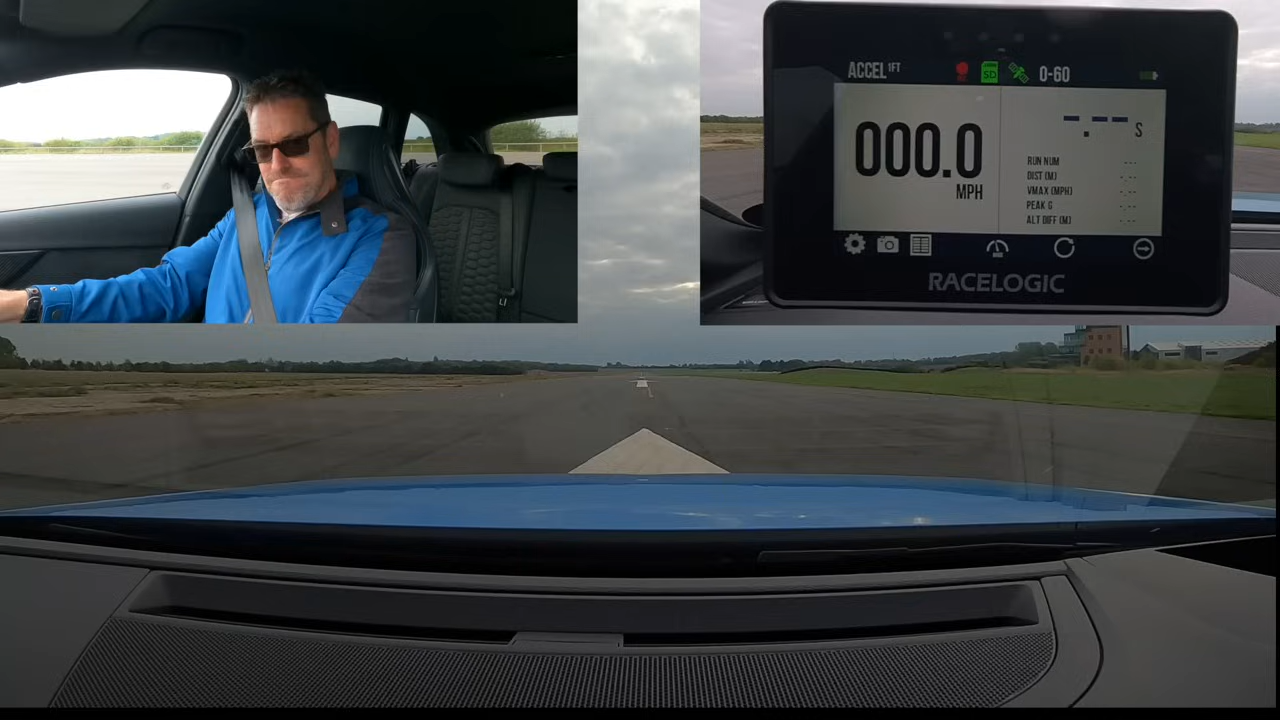 ACCEL 1FT
SD
0-60
000.0
MPH
-.-- S
RUN NUM ---
DIST (M) -.--
VMAX (MPH) -.--
PEAK G -.--
ALT DIFF (M) -.--
RACELOGIC